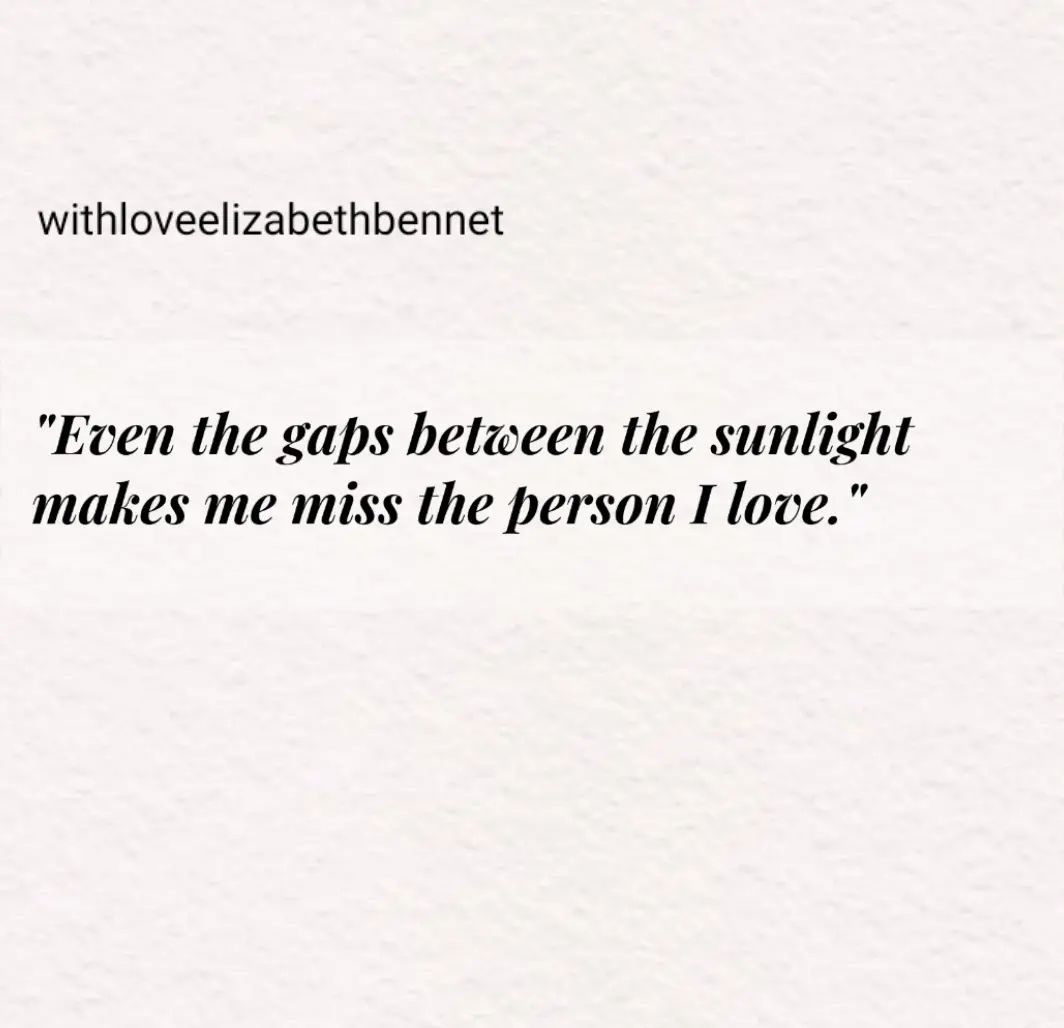 withloveelizabethbennet
"Even the gaps between the sunlight
makes me miss the person I love."